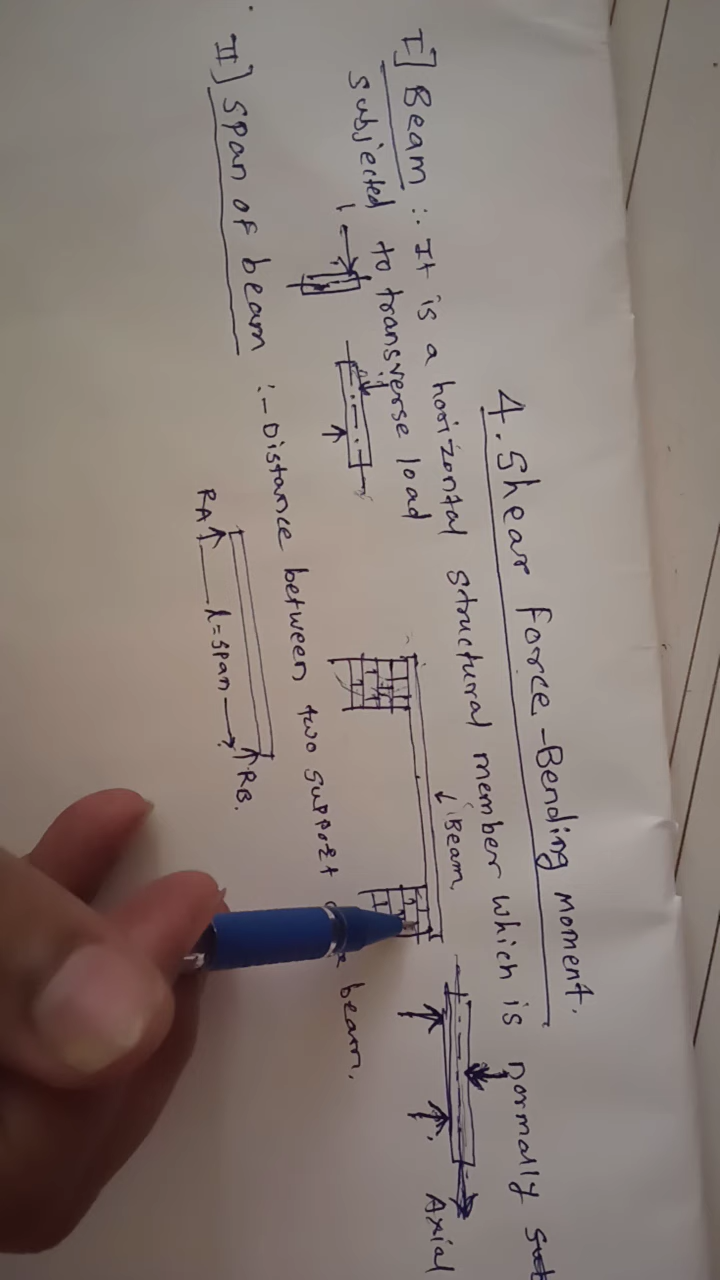 4. Shear force - Bending moment.
I] Beam :- It is a horizontal structural member which is normally
subjected to transverse load
Beam
Axial
II] Span of beam :- Distance between two support beam.
RA
l = span
RB.